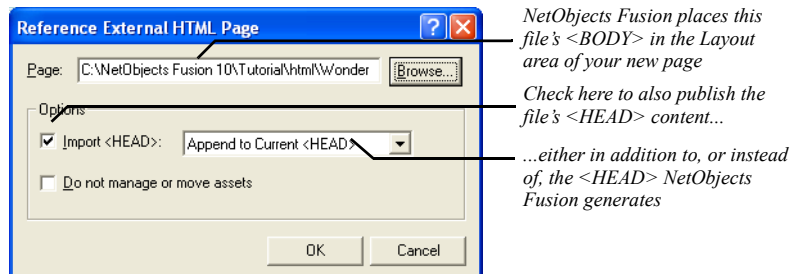 Reference External HTML Page
Page: C:\NetObjects Fusion 10\Tutorial\html\Wonder Browse...
Options
Import <HEAD>: Append to Current <HEAD>
Do not manage or move assets
OK Cancel
NetObjects Fusion places this
file's <BODY> in the Layout
area of your new page
Check here to also publish the
file's <HEAD> content...
...either in addition to, or instead
of, the <HEAD> NetObjects
Fusion generates